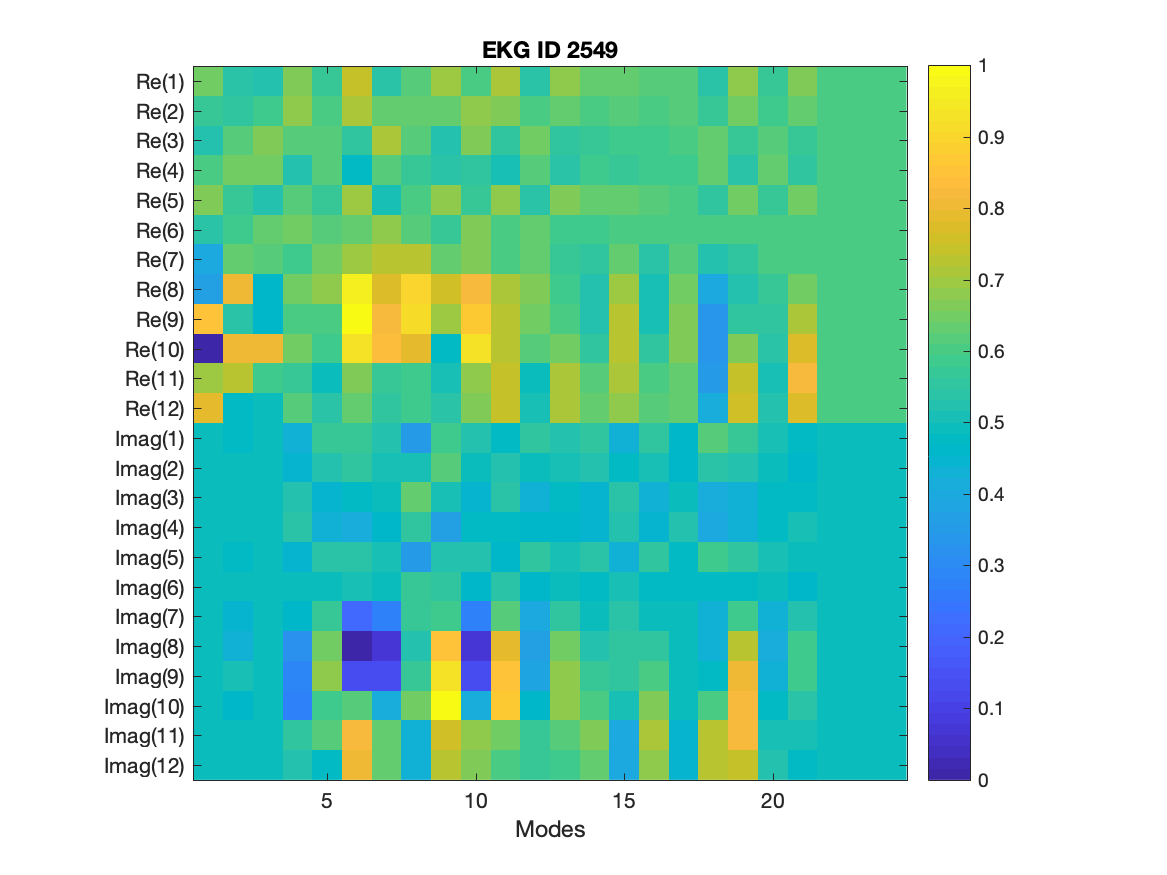 EKG ID 2549
Re(1)
Re(2)
Re(3)
Re(4)
Re(5)
Re(6)
Re(7)
Re(8)
Re(9)
Re(10)
Re(11)
Re(12)
Imag(1)
Imag(2)
Imag(3)
Imag(4)
Imag(5)
Imag(6)
Imag(7)
Imag(8)
Imag(9)
Imag(10)
Imag(11)
Imag(12)
5 10 15 20
Modes
1
0.9
0.8
0.7
0.6
0.5
0.4
0.3
0.2
0.1
0